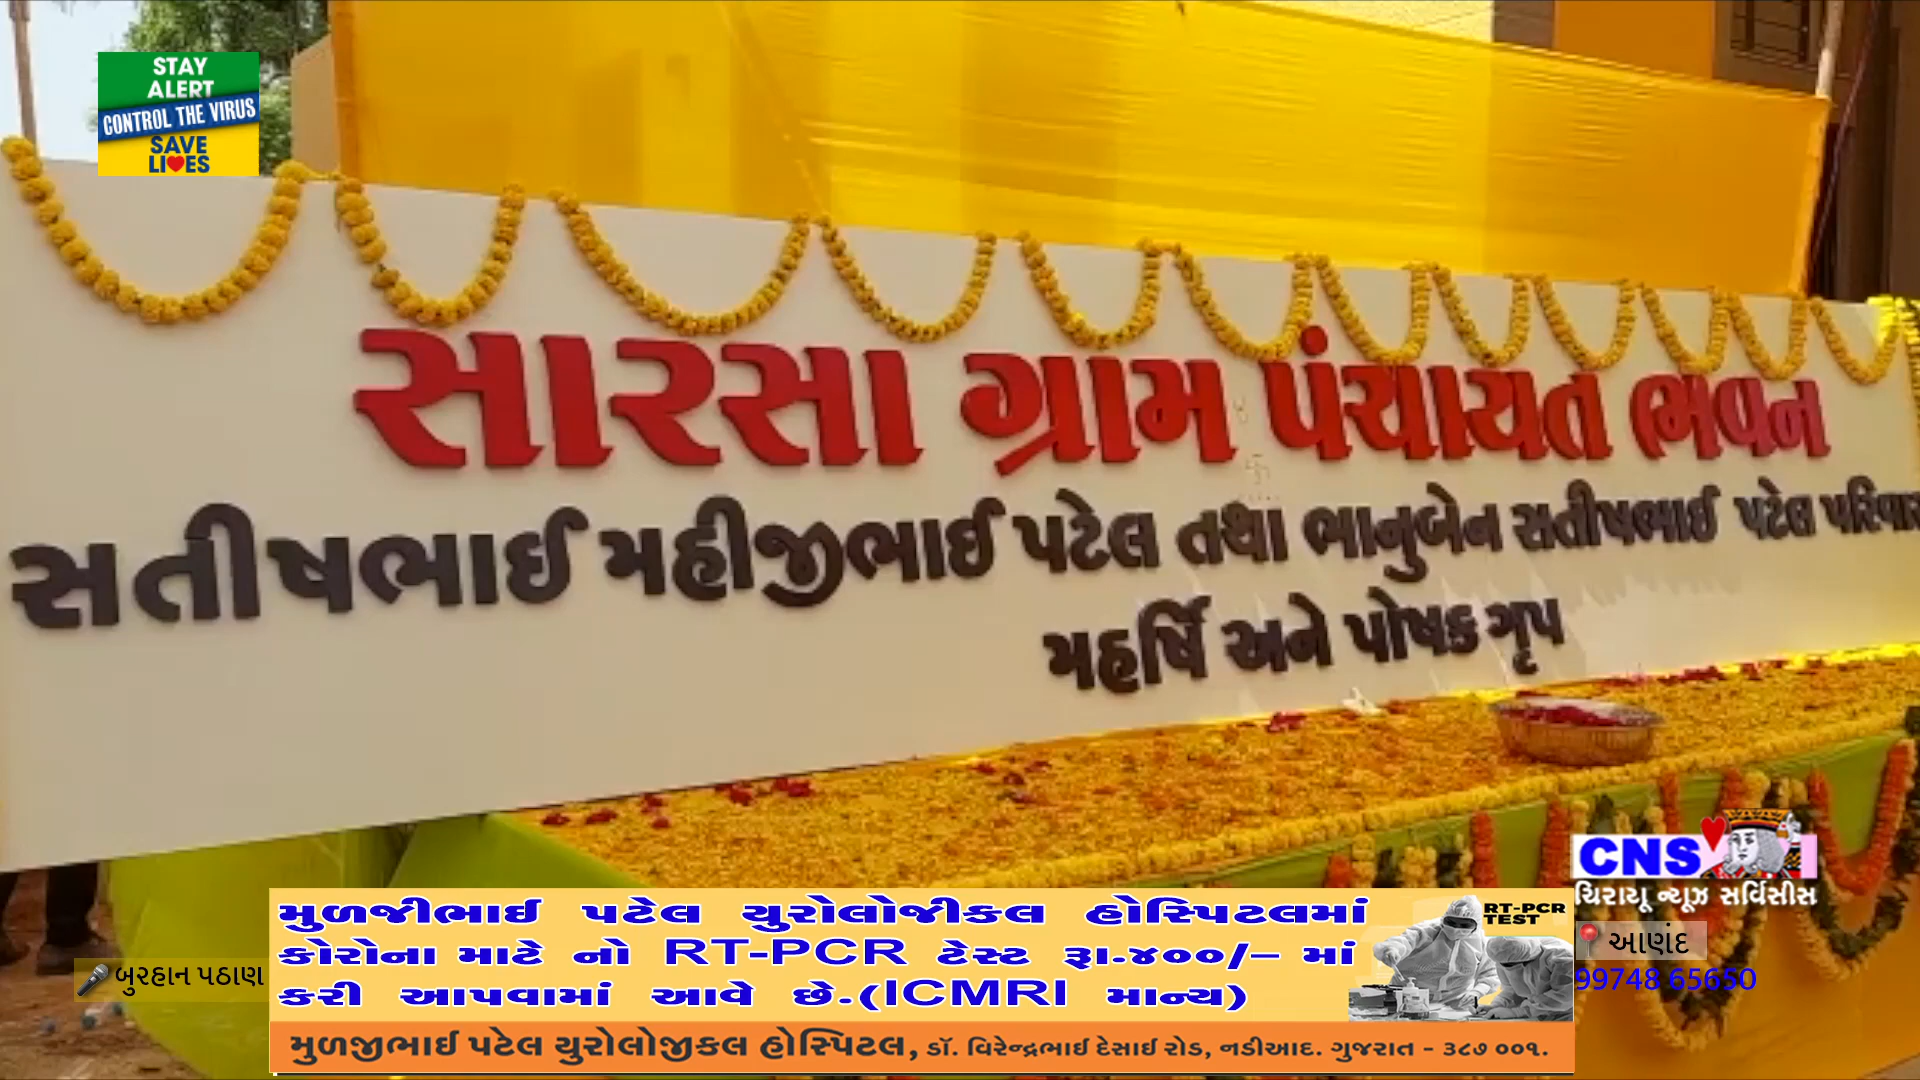 STAY
ALERT
CONTROL THE VIRUS
SAVE
LIVES
સારસા ગ્રામ પંચાયત ભવન
સતીષભાઈ મહીજીભાઈ પટેલ તથા ભાનુબેન સતીષભાઈ પટેલ પરિવાર
મહર્ષિ અને પોષક ગૃપ
CNS
ચિરાયૂ ન્યૂઝ સર્વિસીસ
આણંદ
99748 65650
બુરહાન પઠાણ
મુળજીભાઈ પટેલ યુરોલોજીકલ હોસ્પિટલમાં
કોરોના માટે નો RT-PCR ટેસ્ટ રૂા.૪૦૦/– માં
કરી આપવામાં આવે છે.(ICMRI માન્ય)
RT-PCR
TEST
મુળજીભાઈ પટેલ યુરોલોજીકલ હોસ્પિટલ, ડૉ. વિરેન્દ્રભાઈ દેસાઈ રોડ, નડીઆદ. ગુજરાત - ૩૮૭ ૦૦૧.